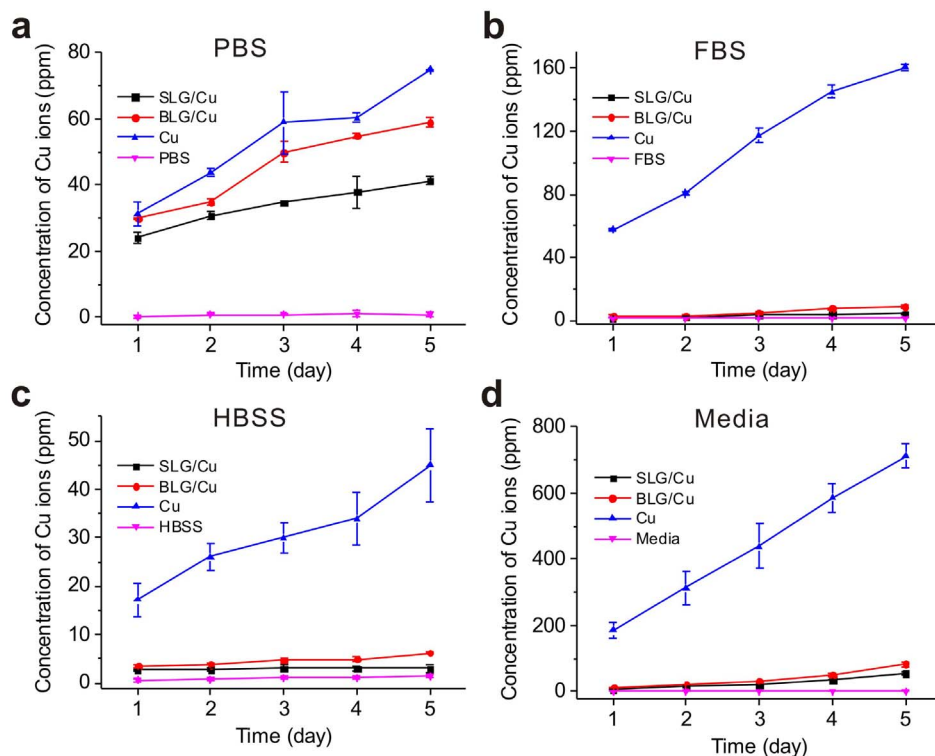 a
PBS
Concentration of Cu ions (ppm)
80
60
40
20
0
SLG/Cu
BLG/Cu
Cu
PBS
1 2 3 4 5
Time (day)
b
FBS
Concentration of Cu ions (ppm)
160
120
80
40
0
SLG/Cu
BLG/Cu
Cu
FBS
1 2 3 4 5
Time (day)
c
HBSS
Concentration of Cu ions (ppm)
50
40
30
20
10
0
SLG/Cu
BLG/Cu
Cu
HBSS
1 2 3 4 5
Time (day)
d
Media
Concentration of Cu ions (ppm)
800
600
400
200
0
SLG/Cu
BLG/Cu
Cu
Media
1 2 3 4 5
Time (day)